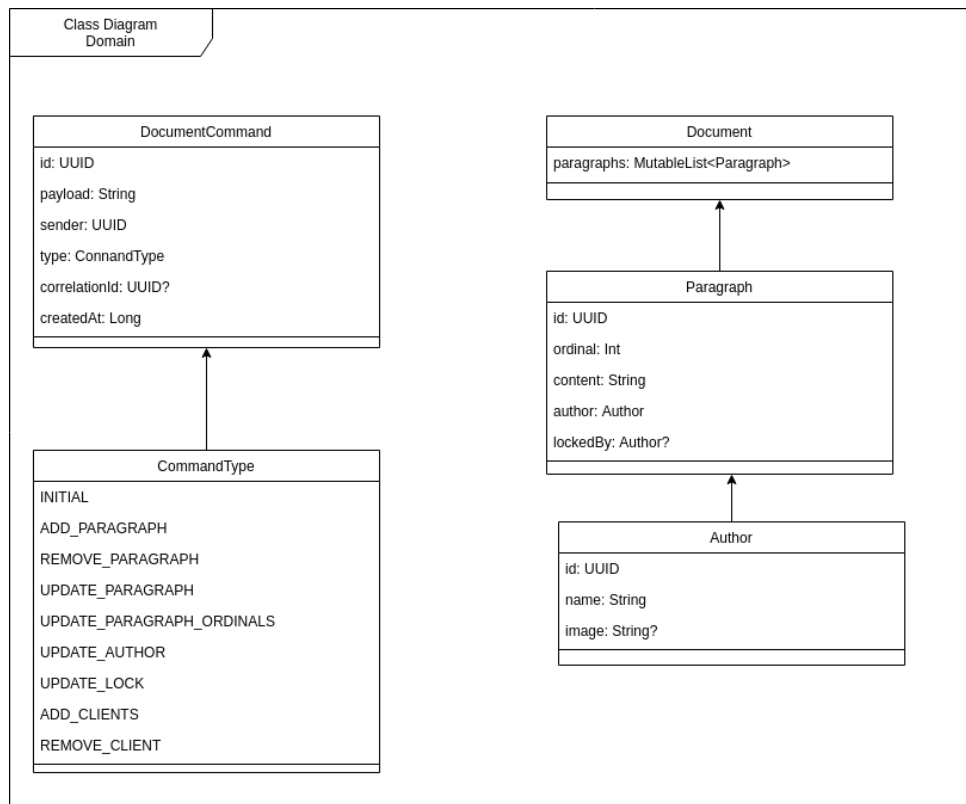 Class Diagram
Domain
DocumentCommand
id: UUID
payload: String
sender: UUID
type: ConnandType
correlationId: UUID?
createdAt: Long
CommandType
INITIAL
ADD_PARAGRAPH
REMOVE_PARAGRAPH
UPDATE_PARAGRAPH
UPDATE_PARAGRAPH_ORDINALS
UPDATE_AUTHOR
UPDATE_LOCK
ADD_CLIENTS
REMOVE_CLIENT
Document
paragraphs: MutableList<Paragraph>
Paragraph
id: UUID
ordinal: Int
content: String
author: Author
lockedBy: Author?
Author
id: UUID
name: String
image: String?